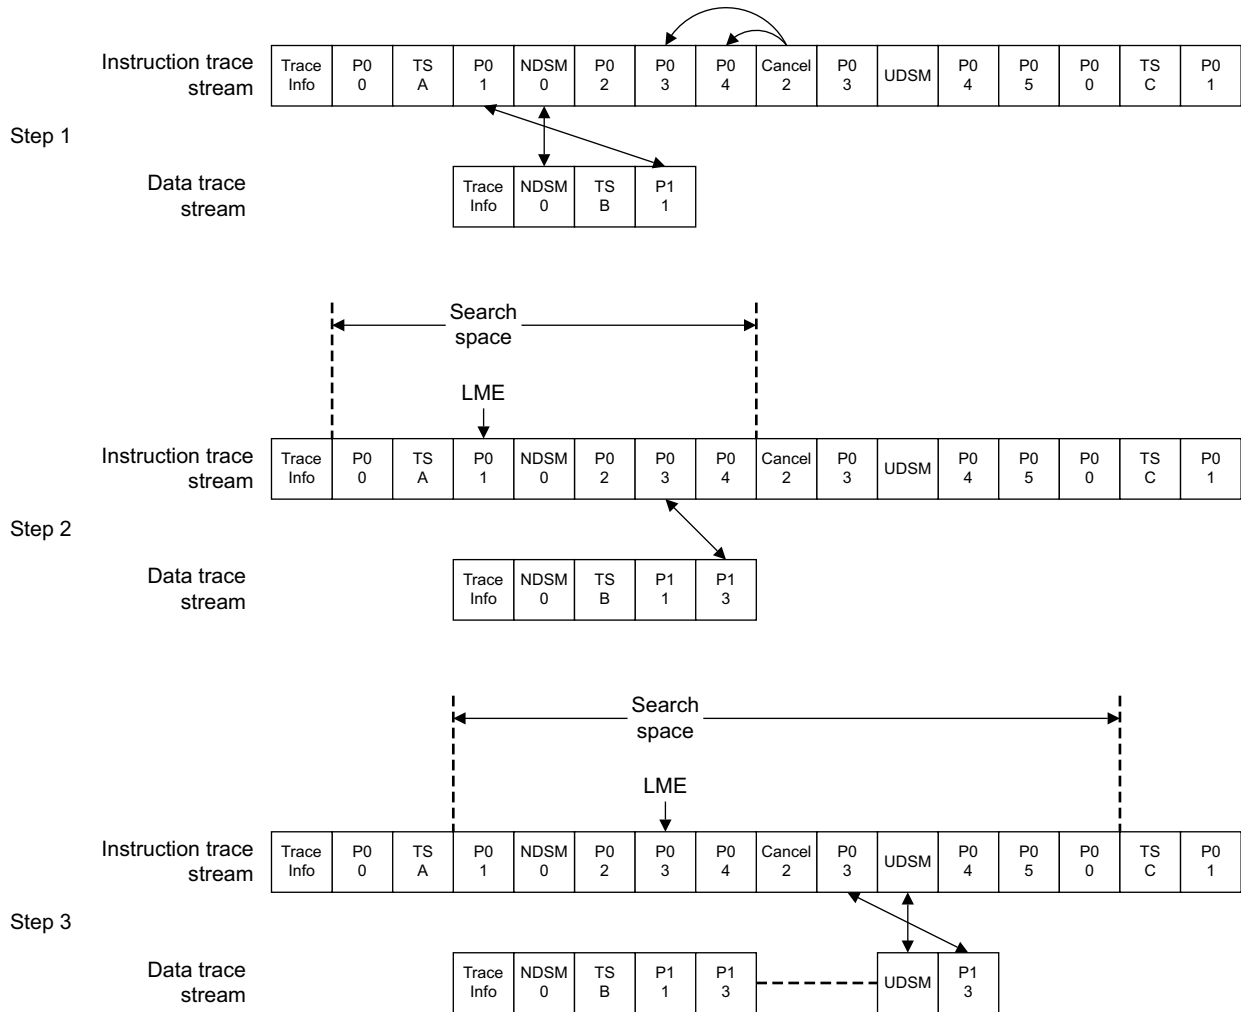 Instruction trace
stream
Trace
Info
P0
0
TS
A
P0
1
NDSM
0
P0
2
P0
3
P0
4
Cancel
2
P0
3
UDSM
P0
4
P0
5
P0
0
TS
C
P0
1
Step 1
Data trace
stream
Trace
Info
NDSM
0
TS
B
P1
1
Search
space
LME
Instruction trace
stream
Trace
Info
P0
0
TS
A
P0
1
NDSM
0
P0
2
P0
3
P0
4
Cancel
2
P0
3
UDSM
P0
4
P0
5
P0
0
TS
C
P0
1
Step 2
Data trace
stream
Trace
Info
NDSM
0
TS
B
P1
1
P1
3
Search
space
LME
Instruction trace
stream
Trace
Info
P0
0
TS
A
P0
1
NDSM
0
P0
2
P0
3
P0
4
Cancel
2
P0
3
UDSM
P0
4
P0
5
P0
0
TS
C
P0
1
Step 3
Data trace
stream
Trace
Info
NDSM
0
TS
B
P1
1
P1
3
UDSM
P1
3